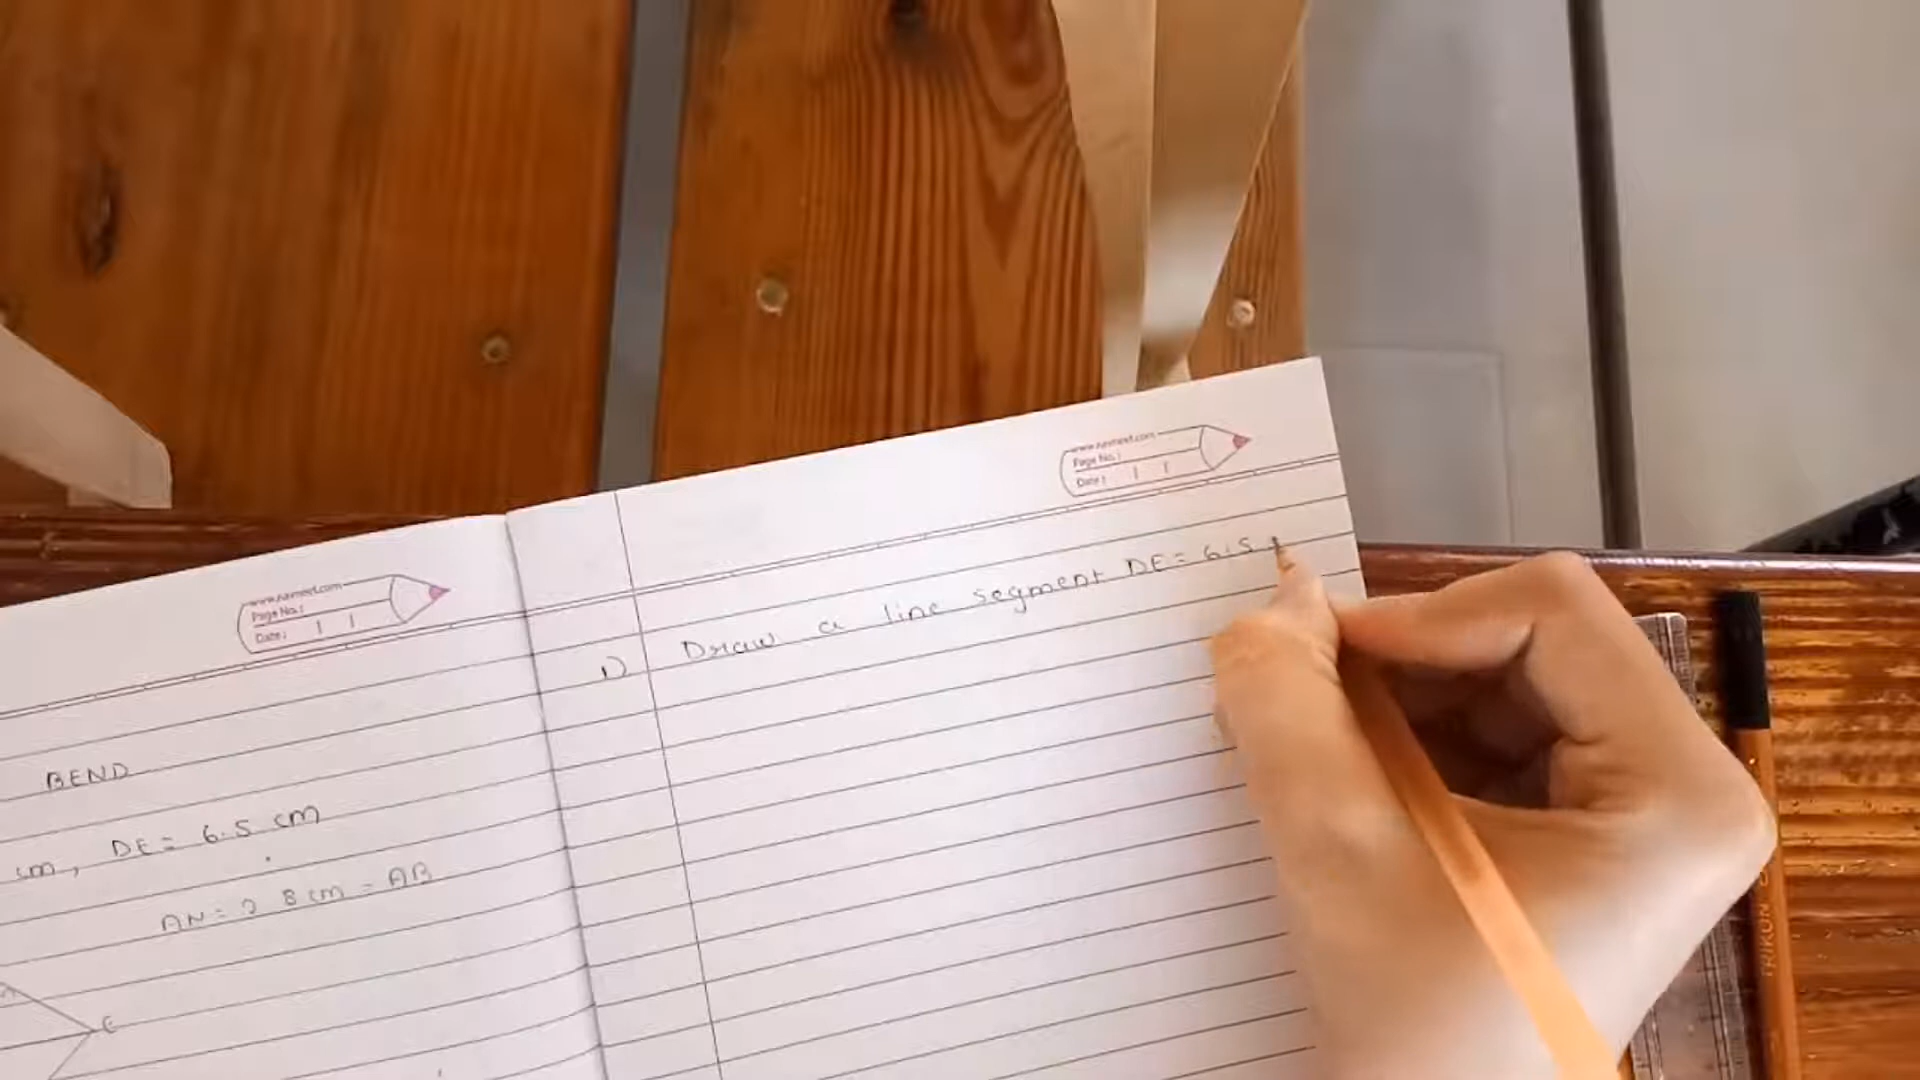 www.navneet.com
Page No.:
Date:
BEND
cm, DE = 6.5 cm
AN = 2.8 cm = AB
E
www.navneet.com
Page No.:
Date:
1) Draw a line segment DE = 6.5
TRIKON